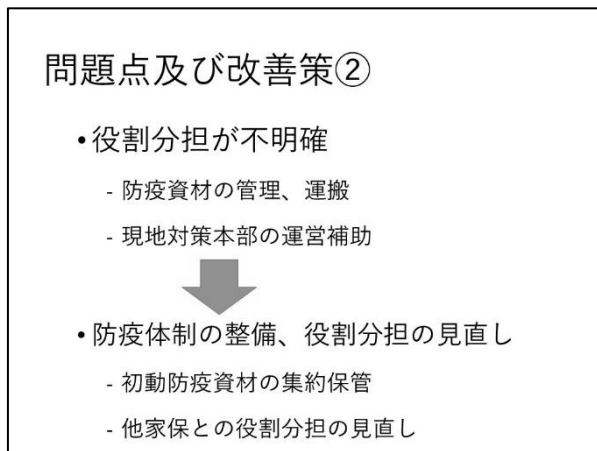 問題点及び改善策②
•役割分担が不明確
- 防疫資材の管理、運搬
- 現地対策本部の運営補助
•防疫体制の整備、役割分担の見直し
- 初動防疫資材の集約保管
- 他家保との役割分担の見直し